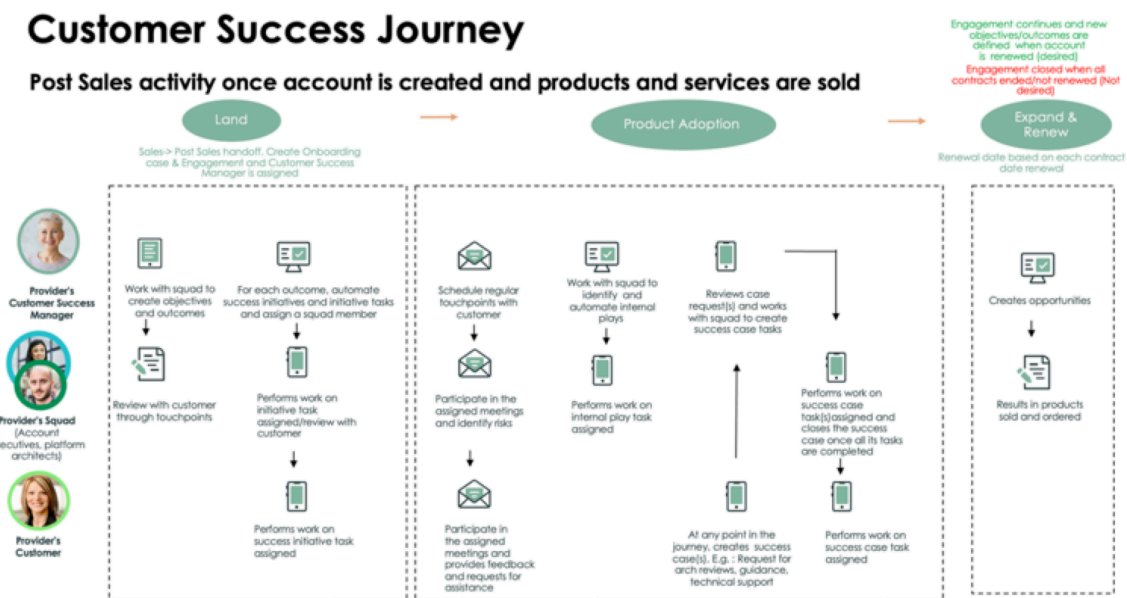 Customer Success Journey
Post Sales activity once account is created and products and services are sold
Engagement continues and new
objectives/outcomes are
defined when account
is renewed (desired)
Engagement closed when all
contracts ended/not renewed (Not
desired)
Land
Product Adoption
Expand &
Renew
Sales-> Post Sales handoff, Create Onboarding
case & Engagement and Customer Success
Manager is assigned
Renewal date based on each contract
date renewal
Provider's
Customer Success
Manager
Work with squad to
create objectives
and outcomes
For each outcome, automate
success initiatives and initiative tasks
and assign a squad member
Schedule regular
touchpoints with
customer
Work with squad to
identify and
automate internal
plays
Reviews case
request(s) and works
with squad to create
success case tasks
Creates opportunities
Provider's Squad
(Account
ecutives, platform
architects)
Review with customer
through touchpoints
Performs work on
initiative task
assigned/review with
customer
Participate in the
assigned meetings
and identify risks
Performs work on
internal play task
assigned
Performs work on
success case
task(s)assigned and
closes the success
case once all its tasks
are completed
Results in products
sold and ordered
Provider's
Customer
Performs work on
success initiative task
assigned
Participate in
the assigned
meetings and
provides feedback
and requests for
assistance
At any point in the
journey, creates success
case(s). E.g. : Request for
arch reviews, guidance,
technical support
Performs work on
success case task
assigned